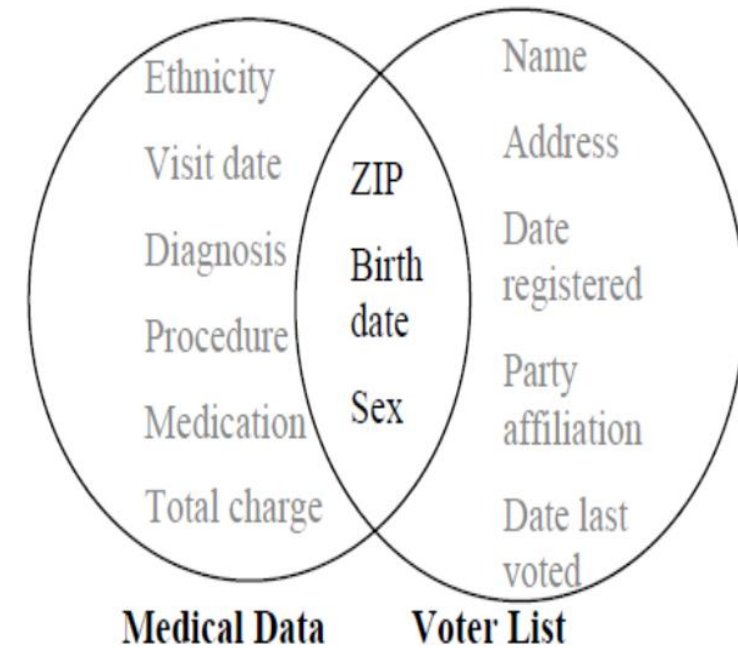 Ethnicity
Visit date
Diagnosis
Procedure
Medication
Total charge
ZIP
Birth
date
Sex
Name
Address
Date
registered
Party
affiliation
Date last
voted
Medical Data
Voter List